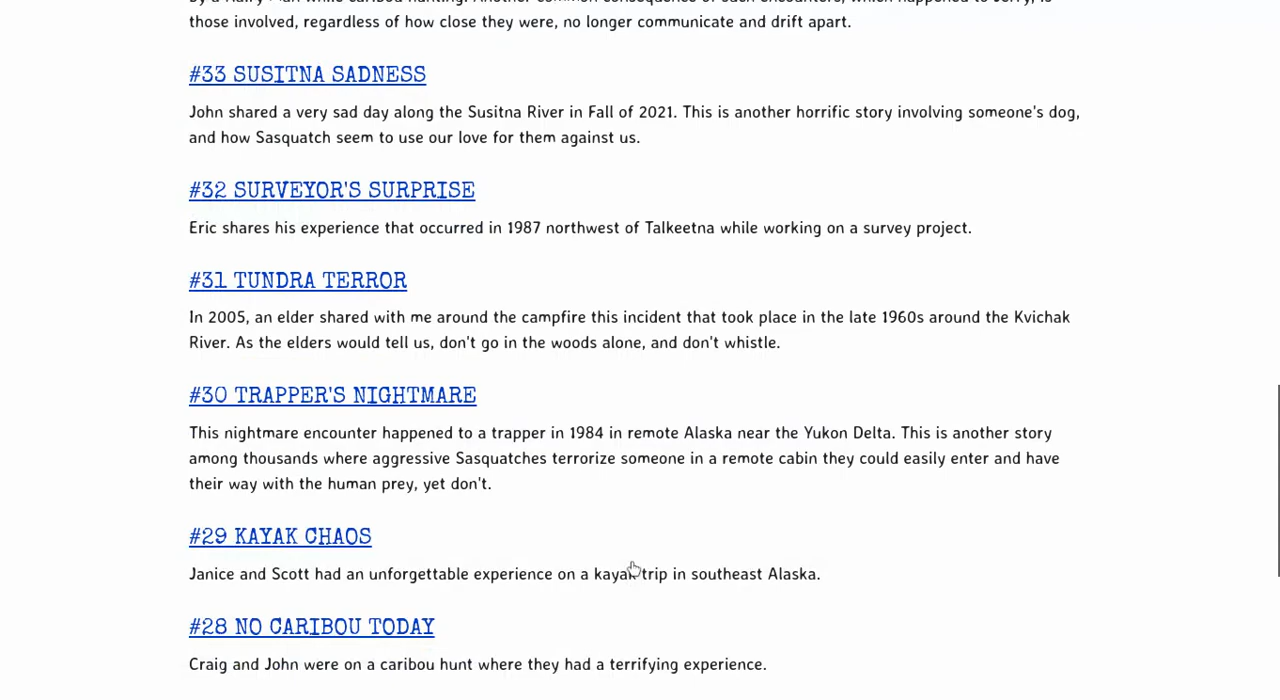 those involved, regardless of how close they were, no longer communicate and drift apart.
#33 SUSITNA SADNESS
John shared a very sad day along the Susitna River in Fall of 2021. This is another horrific story involving someone's dog,
and how Sasquatch seem to use our love for them against us.
#32 SURVEYOR'S SURPRISE
Eric shares his experience that occurred in 1987 northwest of Talkeetna while working on a survey project.
#31 TUNDRA TERROR
In 2005, an elder shared with me around the campfire this incident that took place in the late 1960s around the Kvichak
River. As the elders would tell us, don't go in the woods alone, and don't whistle.
#30 TRAPPER'S NIGHTMARE
This nightmare encounter happened to a trapper in 1984 in remote Alaska near the Yukon Delta. This is another story
among thousands where aggressive Sasquatches terrorize someone in a remote cabin they could easily enter and have
their way with the human prey, yet don't.
#29 KAYAK CHAOS
Janice and Scott had an unforgettable experience on a kayak trip in southeast Alaska.
#28 NO CARIBOU TODAY
Craig and John were on a caribou hunt where they had a terrifying experience.